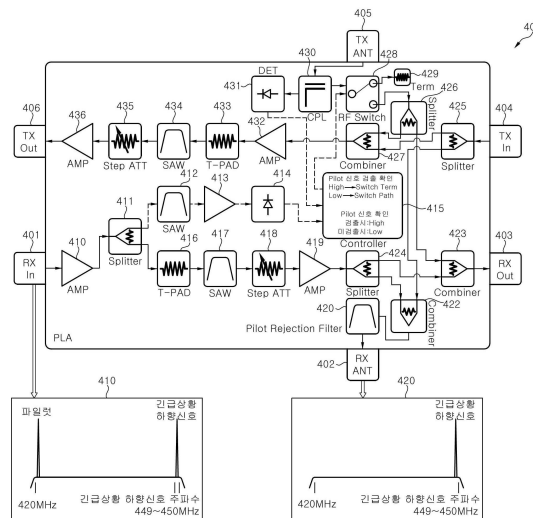 40
405
TX
ANT
430
428
429
Term
DET
431
CPL
RF Switch
426
Splitter
425
Splitter
406
TX
Out
436
AMP
435
Step ATT
434
SAW
433
T-PAD
432
AMP
427
Combiner
404
TX
In
412
SAW
413
414
Pilot 신호 검출 확인
High → Switch Term
Low → Switch Path
Pilot 신호 확인
검출시:High
미검출시:Low
415
Controller
401
RX
In
410
AMP
411
Splitter
416
T-PAD
417
SAW
418
Step ATT
419
AMP
424
Splitter
423
Combiner
403
RX
Out
420
Pilot Rejection Filter
422
Combiner
PLA
402
RX
ANT
410
파일럿
긴급상황
하향신호
420MHz
긴급상황 하향신호 주파수
449~450MHz
420
긴급상황
하향신호
420MHz
긴급상황 하향신호 주파수
449~450MHz